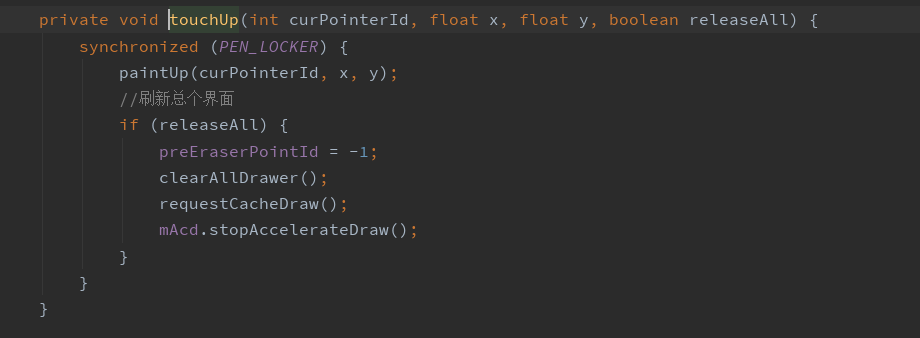 private void touchUp(int curPointerId, float x, float y, boolean releaseAll) {
synchronized (PEN_LOCKER) {
paintUp(curPointerId, x, y);
//刷新总个界面
if (releaseAll) {
preEraserPointId = -1;
clearAllDrawer();
requestCacheDraw();
mAcd.stopAccelerateDraw();
}
}
}